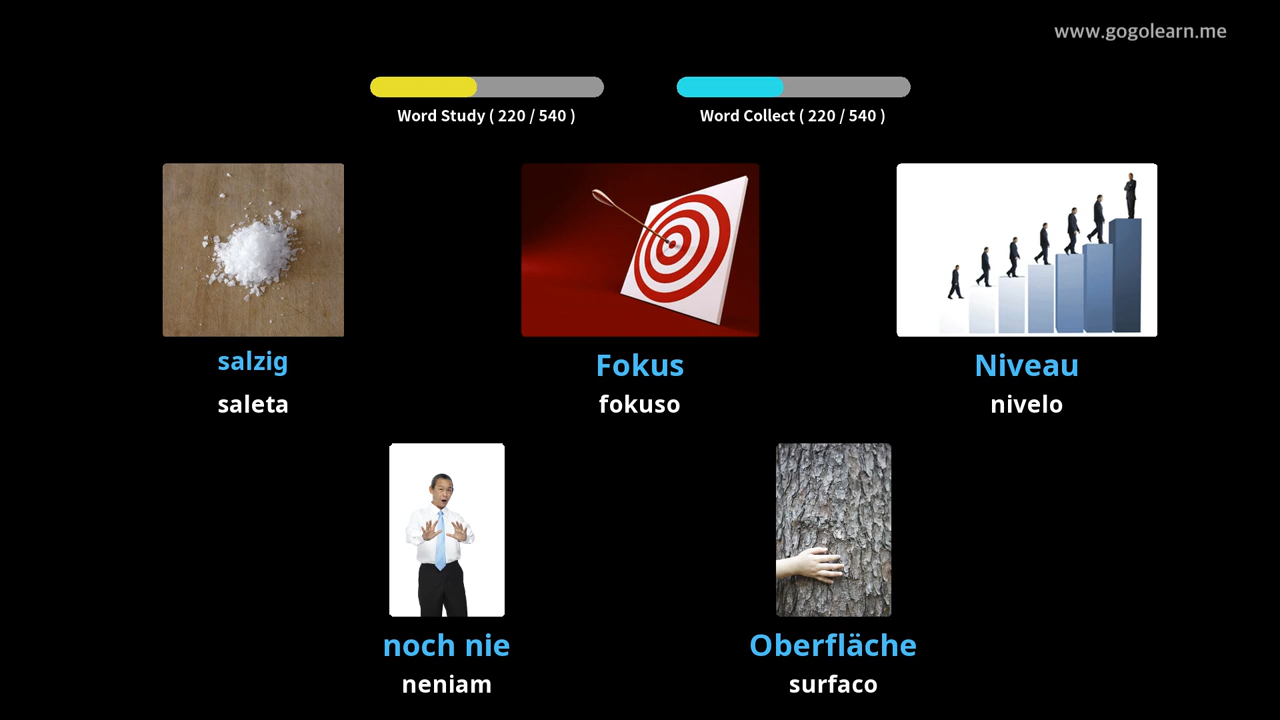 www.gogolearn.me
Word Study ( 220 / 540 )
Word Collect ( 220 / 540 )
salzig
saleta
Fokus
fokuso
Niveau
nivelo
noch nie
neniam
Oberfläche
surfaco